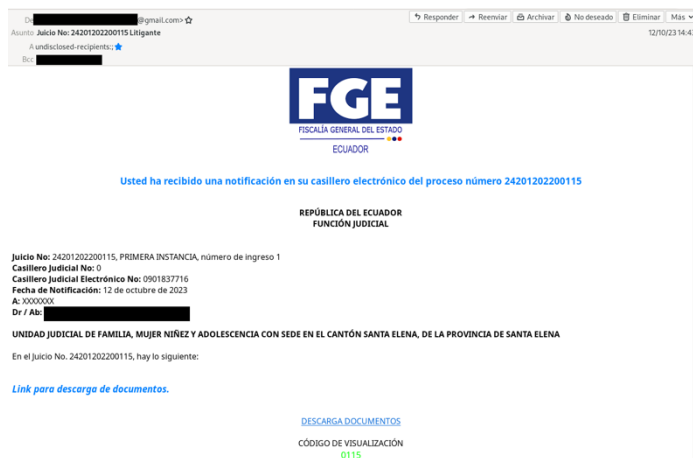 De @gmail.com>
Responder Reenviar Archivar No deseado Eliminar Más
Asunto Juicio No: 24201202200115 Litigante
12/10/23 14:43
A undisclosed-recipients:;
Bcc
FGE
FISCALÍA GENERAL DEL ESTADO
ECUADOR
Usted ha recibido una notificación en su casillero electrónico del proceso número 24201202200115
REPÚBLICA DEL ECUADOR
FUNCIÓN JUDICIAL
Juicio No: 24201202200115, PRIMERA INSTANCIA, número de ingreso 1
Casillero Judicial No: 0
Casillero Judicial Electrónico No: 0901837716
Fecha de Notificación: 12 de octubre de 2023
A: XXXXXXX
Dr / Ab:
UNIDAD JUDICIAL DE FAMILIA, MUJER NIÑEZ Y ADOLESCENCIA CON SEDE EN EL CANTÓN SANTA ELENA, DE LA PROVINCIA DE SANTA ELENA
En el Juicio No. 24201202200115, hay lo siguiente:
Link para descarga de documentos.
DESCARGA DOCUMENTOS
CÓDIGO DE VISUALIZACIÓN
0115